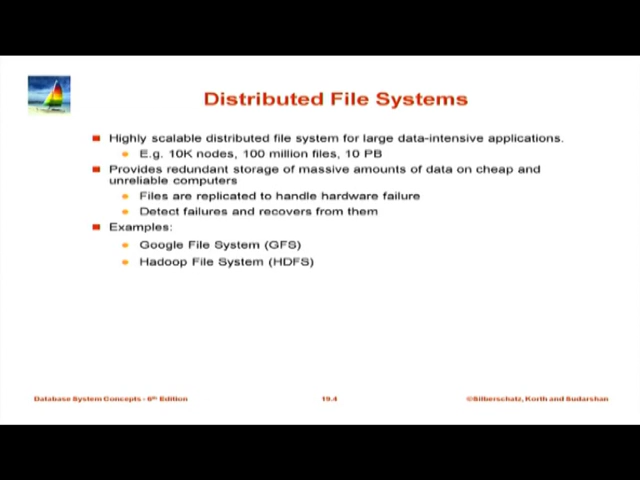 Distributed File Systems
Highly scalable distributed file system for large data-intensive applications.
E.g. 10K nodes, 100 million files, 10 PB
Provides redundant storage of massive amounts of data on cheap and
unreliable computers
Files are replicated to handle hardware failure
Detect failures and recovers from them
Examples:
Google File System (GFS)
Hadoop File System (HDFS)
Database System Concepts - 6th Edition
19.4
©Silberschatz, Korth and Sudarshan